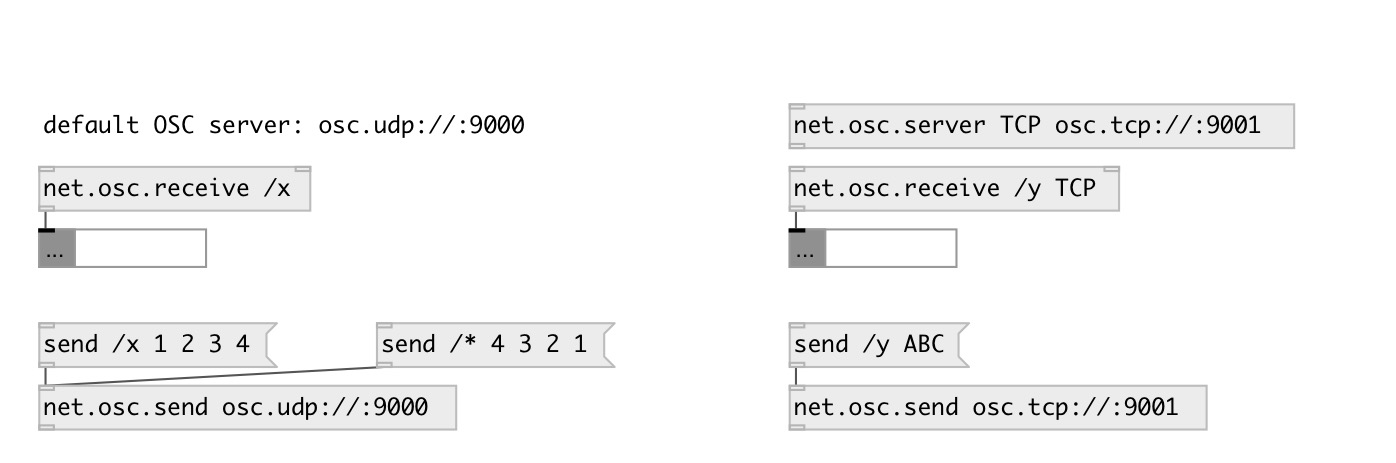 default OSC server: osc.udp://:9000
net.osc.receive /x
...
send /x 1 2 3 4
send /* 4 3 2 1
net.osc.send osc.udp://:9000
net.osc.server TCP osc.tcp://:9001
net.osc.receive /y TCP
...
send /y ABC
net.osc.send osc.tcp://:9001